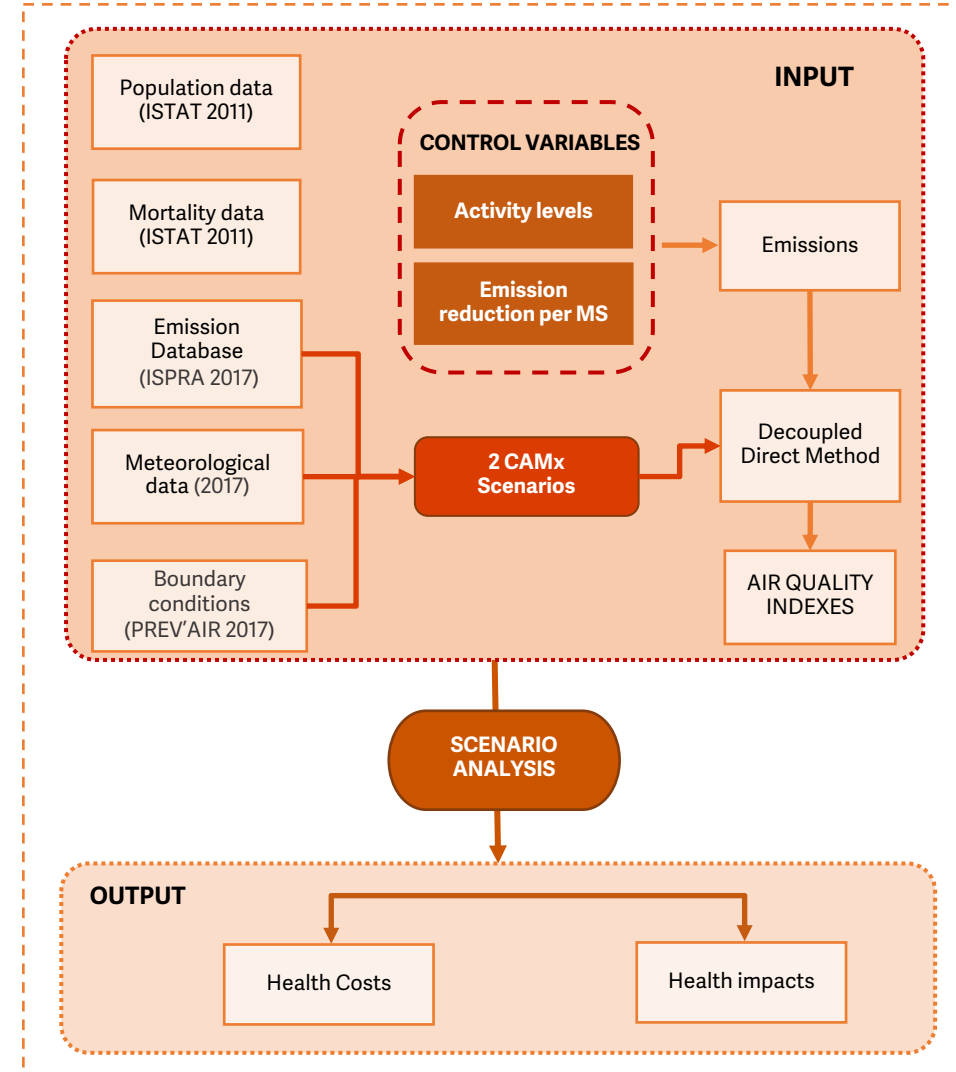 INPUT
Population data
(ISTAT 2011)
Mortality data
(ISTAT 2011)
Emission
Database
(ISPRA 2017)
Meteorological
data (2017)
Boundary
conditions
(PREV'AIR 2017)
CONTROL VARIABLES
Activity levels
Emission
reduction per MS
2 CAMx
Scenarios
Emissions
Decoupled
Direct Method
AIR QUALITY
INDEXES
SCENARIO
ANALYSIS
OUTPUT
Health Costs
Health impacts